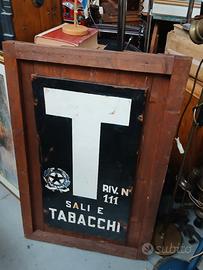 T
RIV. N°
111
SALI E
TABACCHI
subito